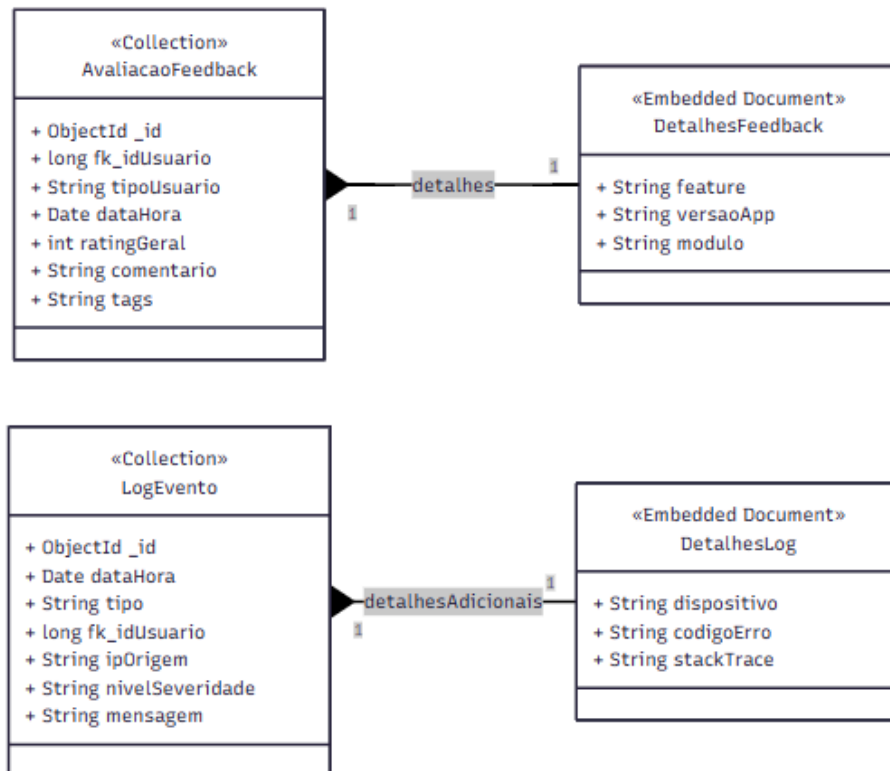 «Collection»
AvaliacaoFeedback
+ ObjectId _id
+ long fk_idUsuario
+ String tipoUsuario
+ Date dataHora
+ int ratingGeral
+ String comentario
+ String tags
1
detalhes
1
«Embedded Document»
DetalhesFeedback
+ String feature
+ String versaoApp
+ String modulo
«Collection»
LogEvento
+ ObjectId _id
+ Date dataHora
+ String tipo
+ long fk_idUsuario
+ String ipOrigem
+ String nivelSeveridade
+ String mensagem
1
detalhesAdicionais
1
«Embedded Document»
DetalhesLog
+ String dispositivo
+ String codigoErro
+ String stackTrace